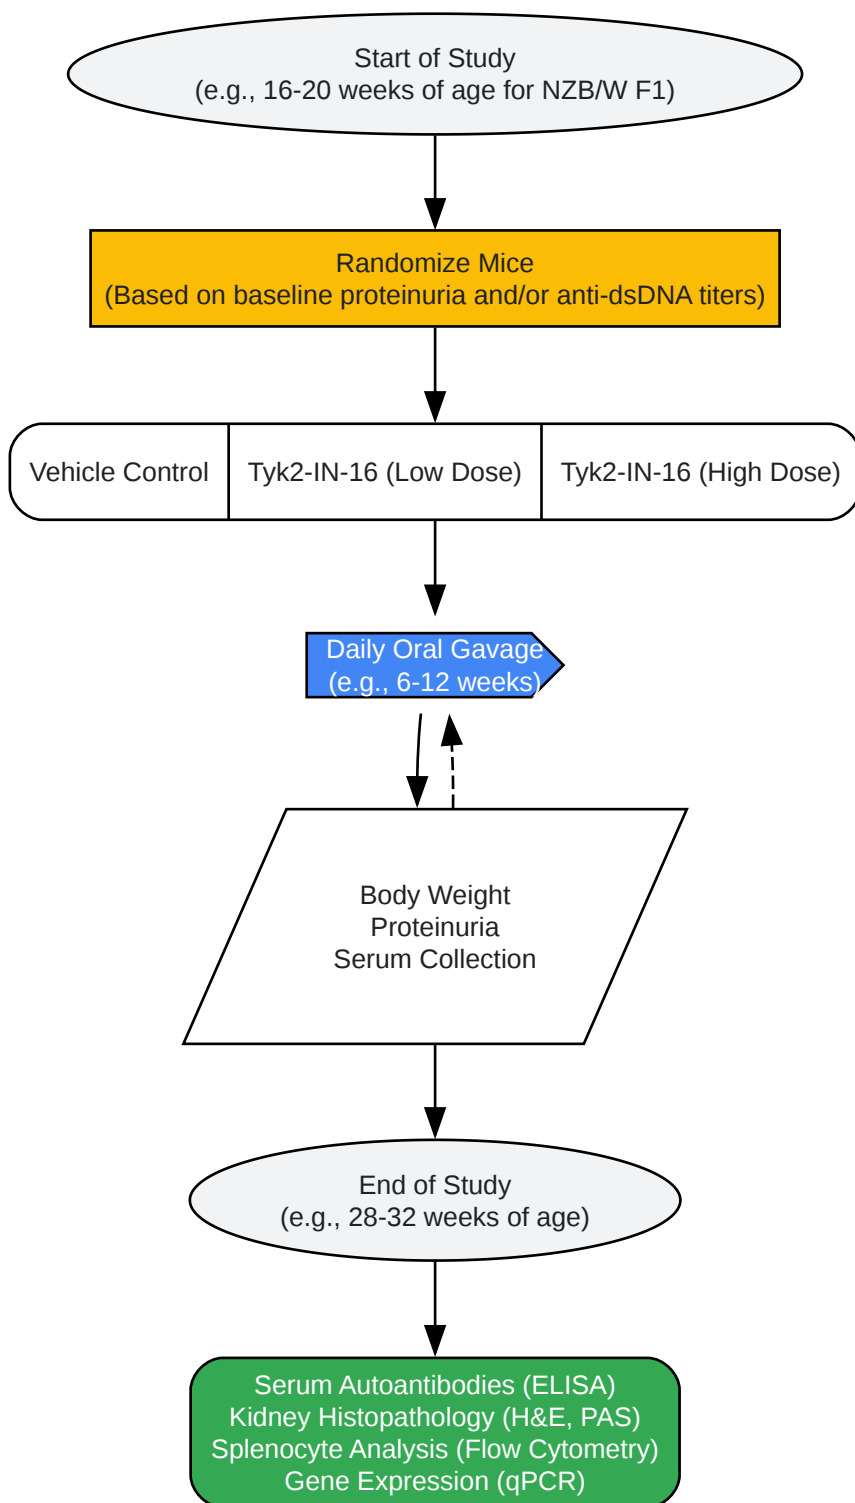 Start of Study
(e.g., 16-20 weeks of age for NZB/W F1)
Randomize Mice
(Based on baseline proteinuria and/or anti-dsDNA titers)
Vehicle Control
Tyk2-IN-16 (Low Dose)
Tyk2-IN-16 (High Dose)
Daily Oral Gavage
(e.g., 6-12 weeks)
Body Weight
Proteinuria
Serum Collection
End of Study
(e.g., 28-32 weeks of age)
Serum Autoantibodies (ELISA)
Kidney Histopathology (H&E, PAS)
Splenocyte Analysis (Flow Cytometry)
Gene Expression (qPCR)